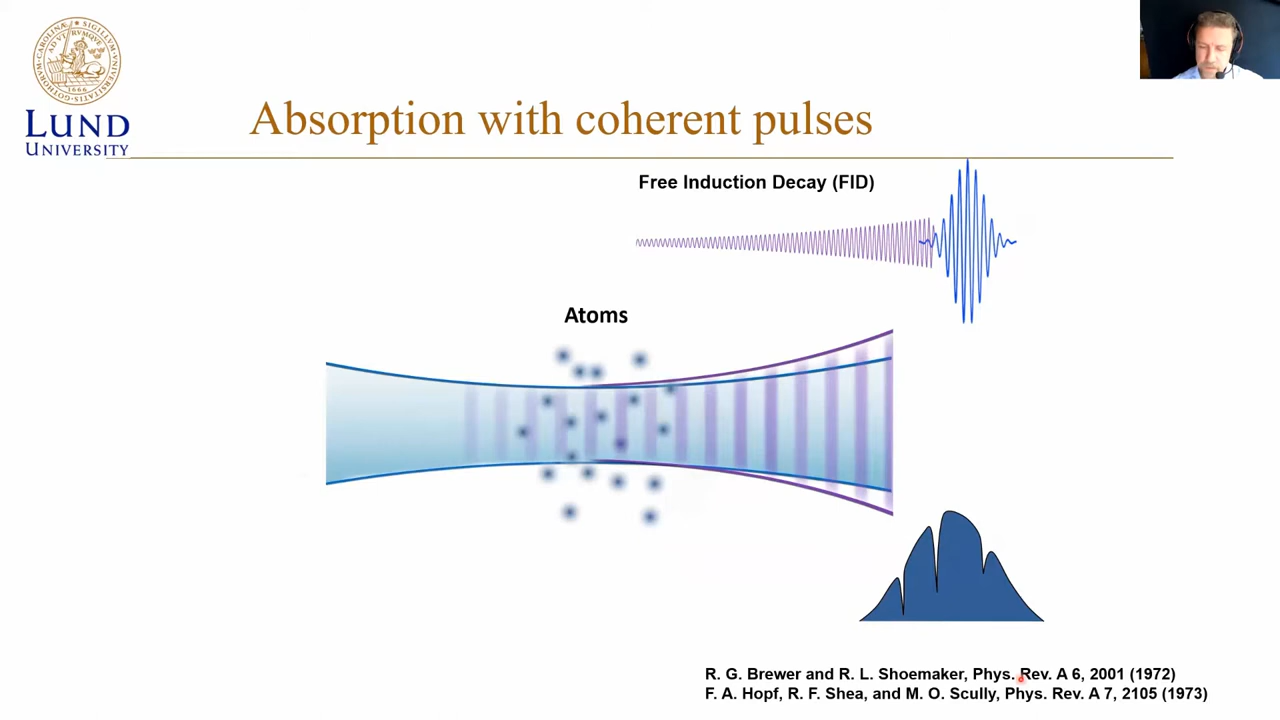 LUND
UNIVERSITY
Absorption with coherent pulses
Free Induction Decay (FID)
Atoms
R. G. Brewer and R. L. Shoemaker, Phys. Rev. A 6, 2001 (1972)
F. A. Hopf, R. F. Shea, and M. O. Scully, Phys. Rev. A 7, 2105 (1973)